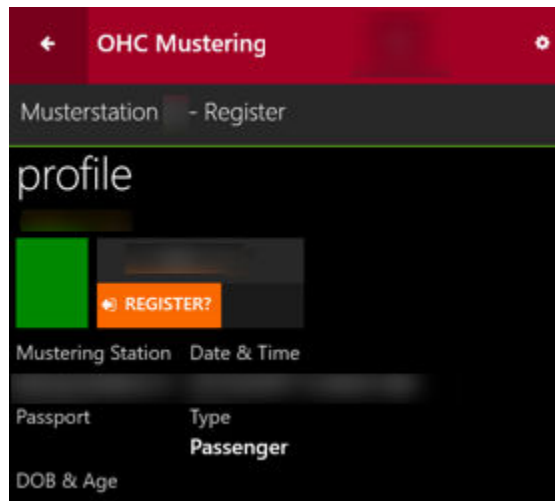 OHC Mustering
Musterstation - Register
profile
REGISTER?
Mustering Station Date & Time
Passport Type
Passenger
DOB & Age